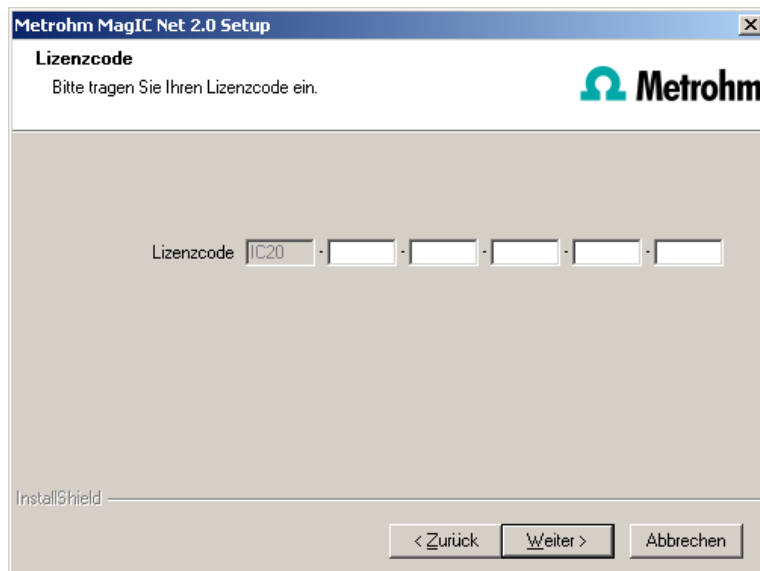 Metrohm MagIC Net 2.0 Setup
Lizenzcode
Bitte tragen Sie Ihren Lizenzcode ein.
Metrohm
Lizenzcode IC20 - - - - -
InstallShield
< Zurück Weiter > Abbrechen